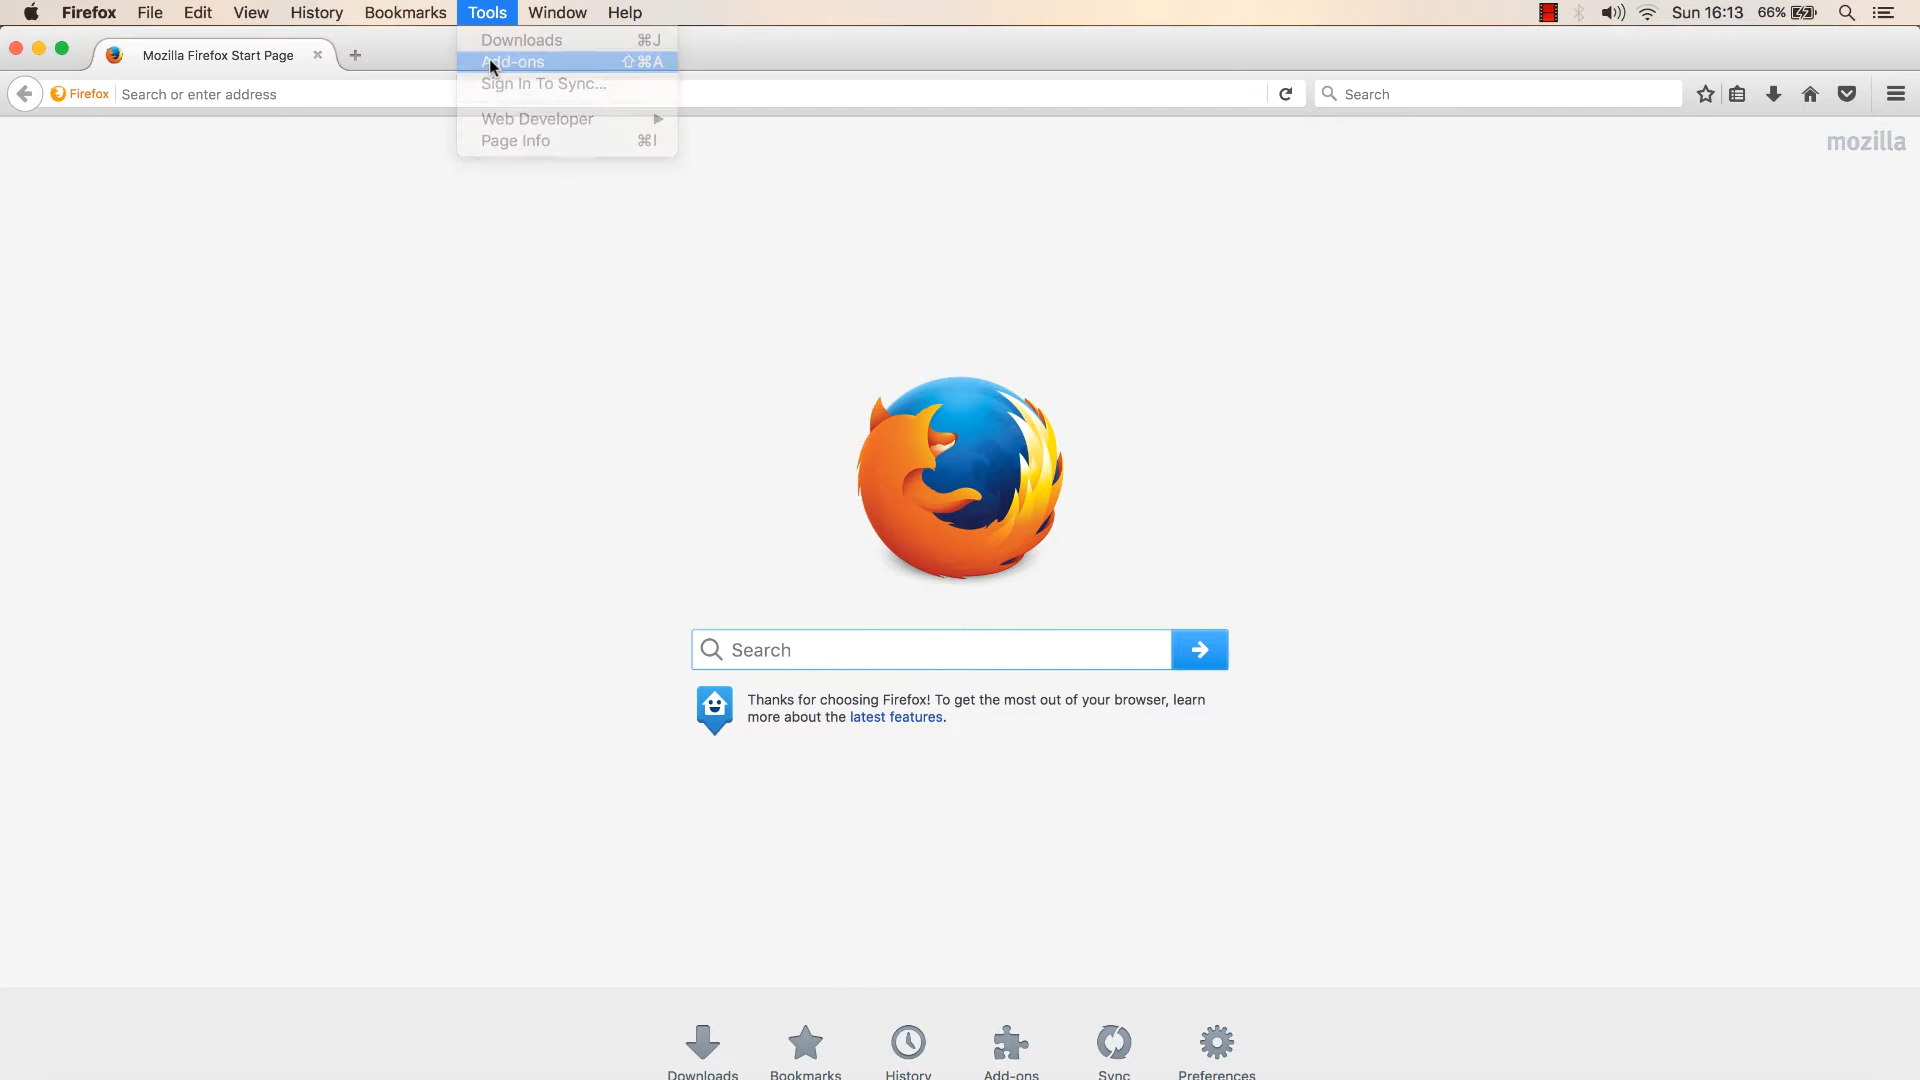 Firefox File Edit View History Bookmarks Tools Window Help Sun 16:13 66%
Mozilla Firefox Start Page
Firefox Search or enter address Search
Downloads ⌘J
Add-ons ⇧⌘A
Sign In To Sync...
Web Developer
Page Info ⌘I
mozilla
Search
Thanks for choosing Firefox! To get the most out of your browser, learn
more about the latest features.
Downloads Bookmarks History Add-ons Sync Preferences